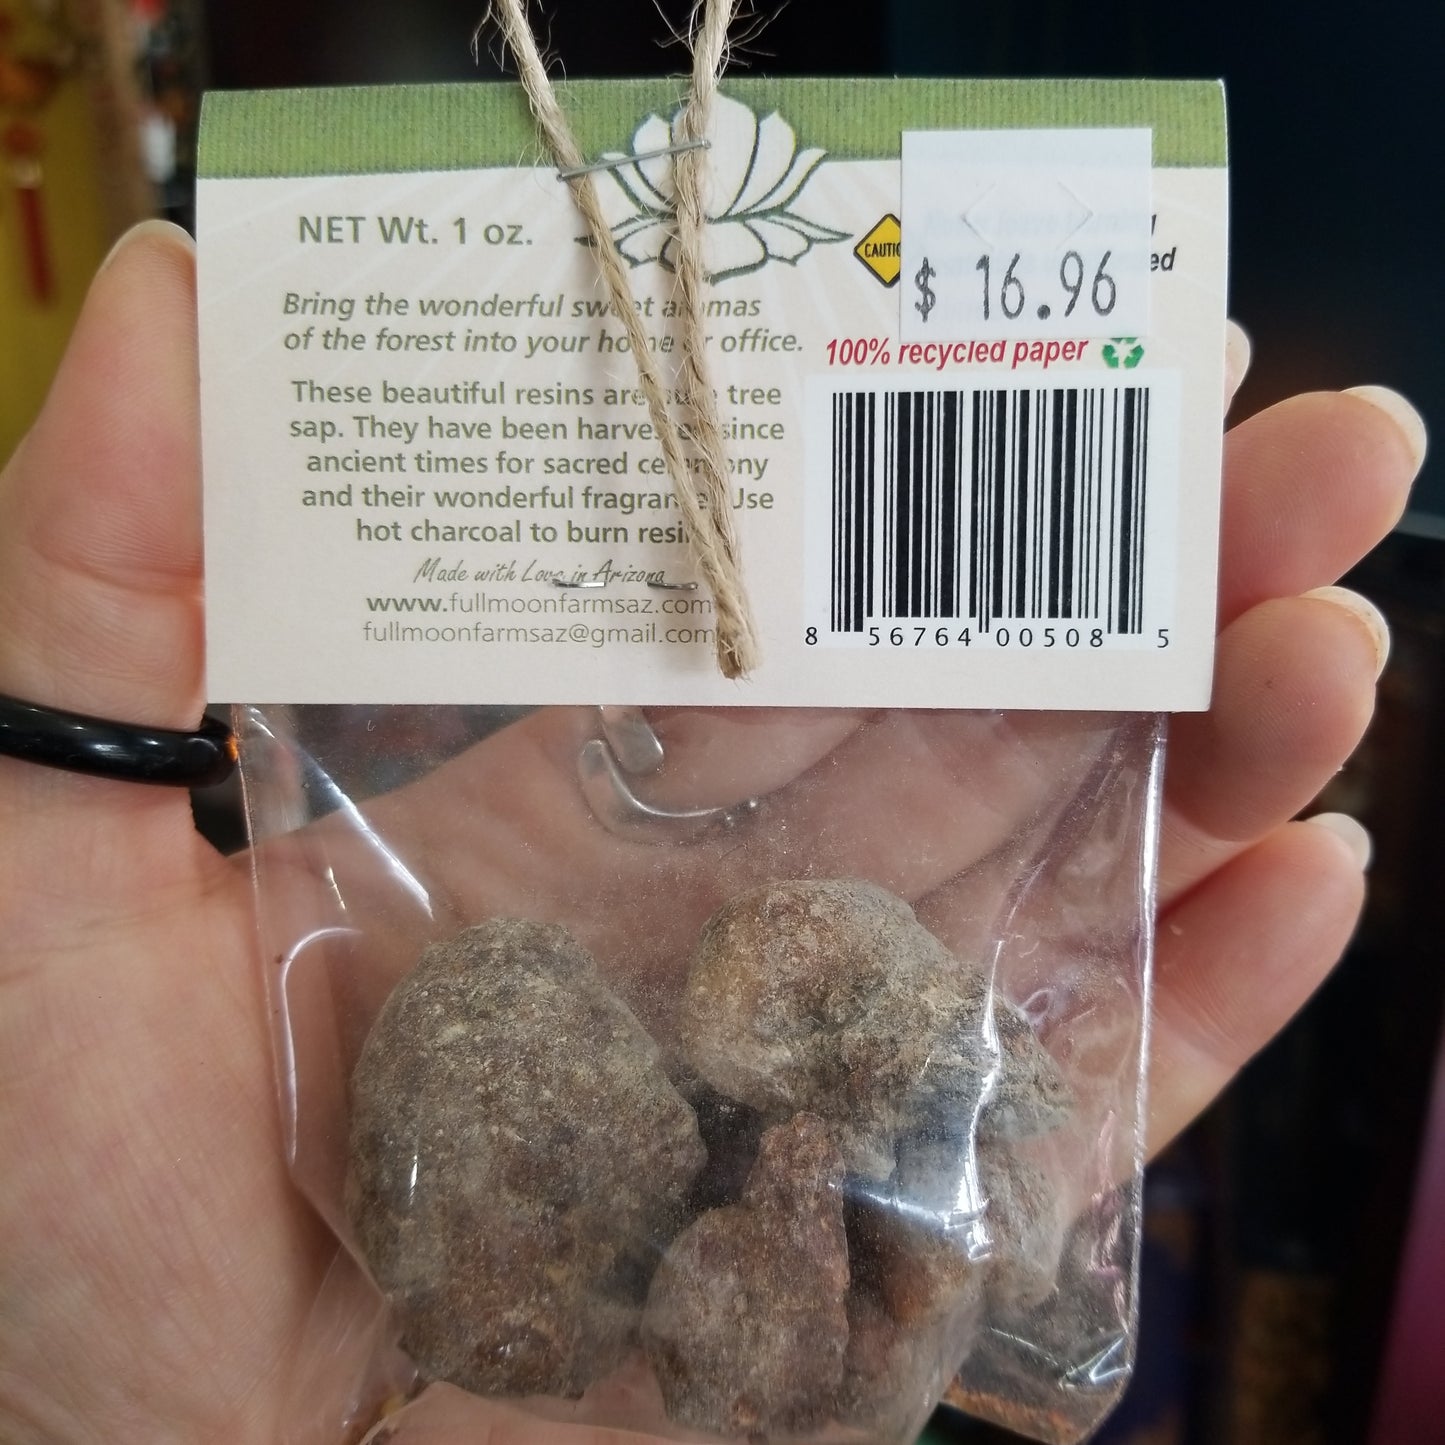 NET Wt. 1 oz.
Bring the wonderful sweet aromas
of the forest into your home or office.
These beautiful resins are pure tree
sap. They have been harvested since
ancient times for sacred ceremony
and their wonderful fragrance. Use
hot charcoal to burn resin
Made with Love in Arizona
www.fullmoonfarmsaz.com
fullmoonfarmsaz@gmail.com
CAUTIO
ed
$ 16.96
100% recycled paper
8 56764 00508 5